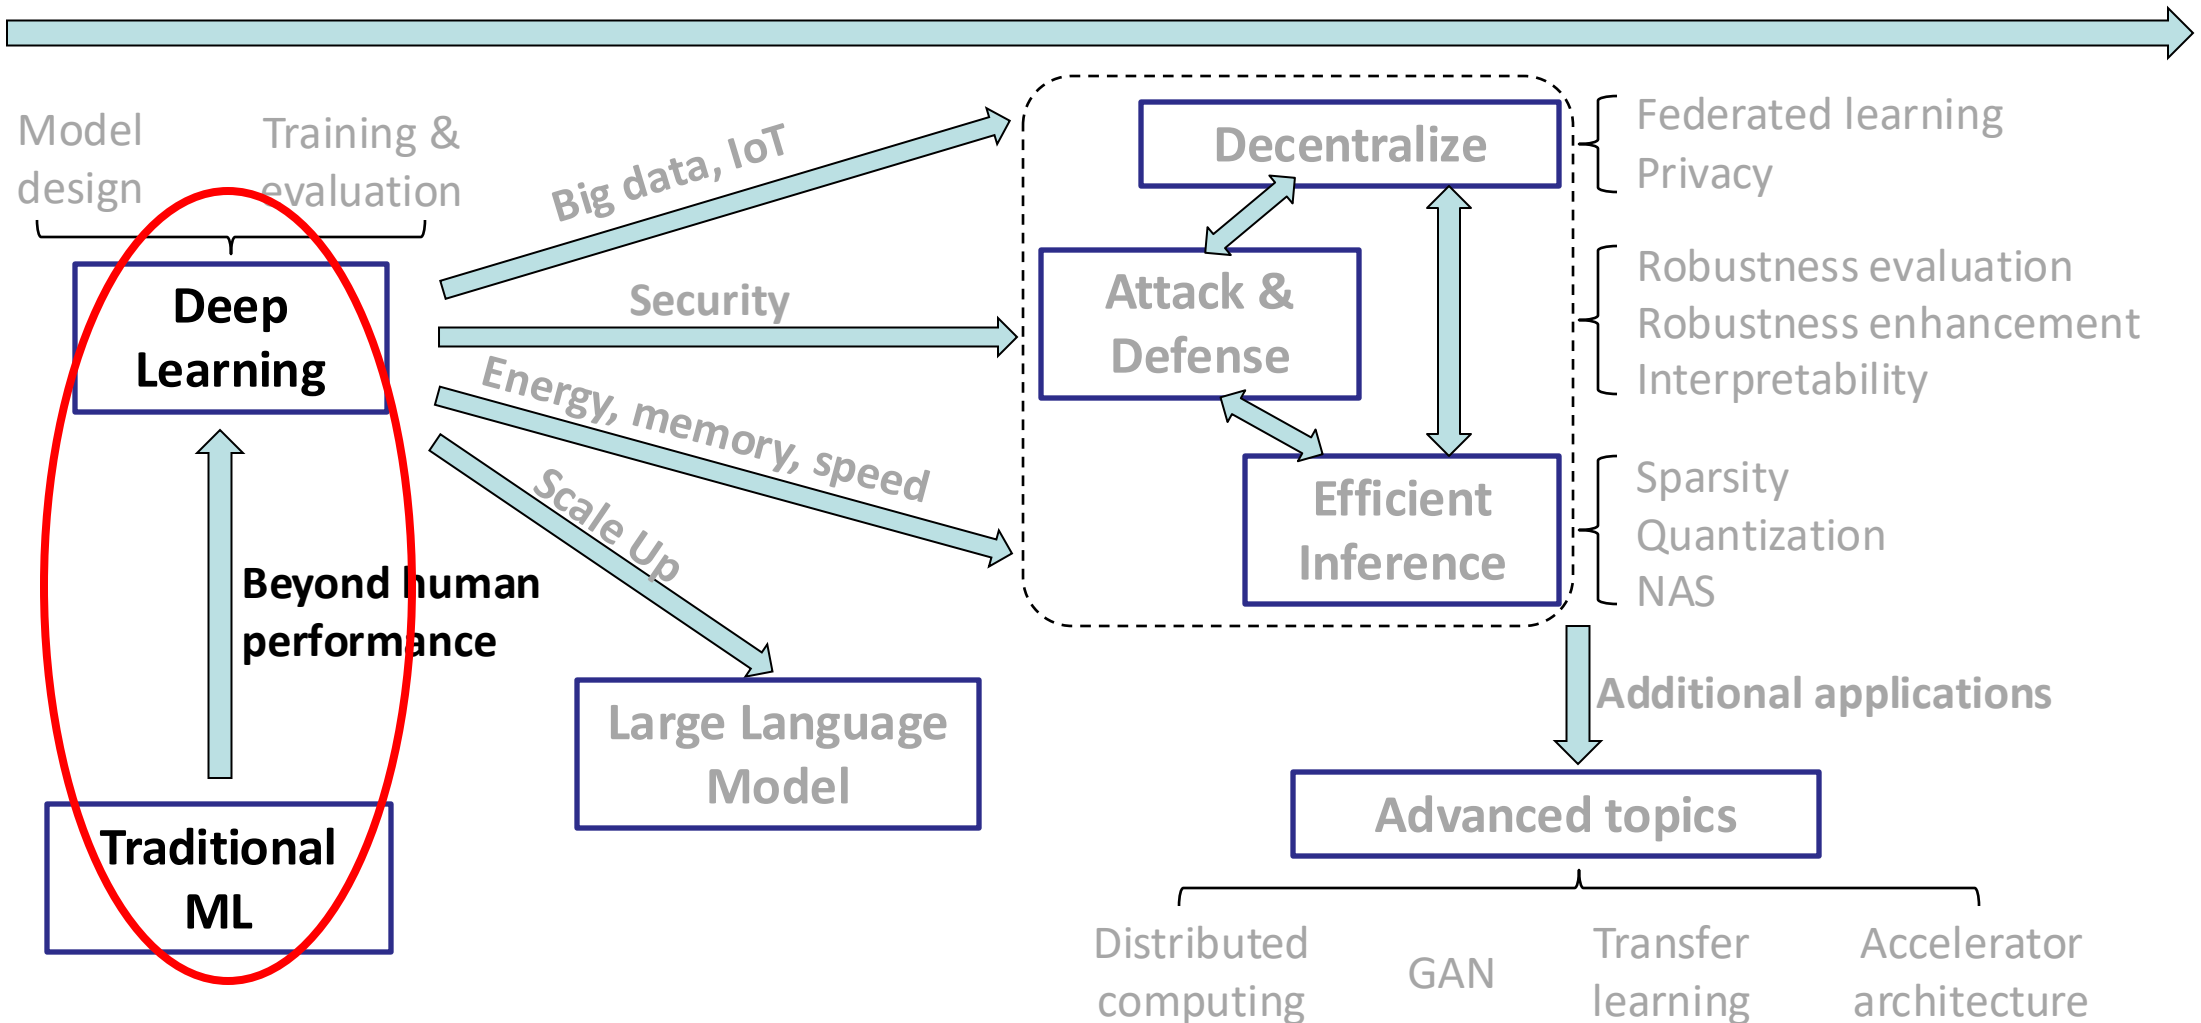 Model
design
Training &
evaluation
Deep
Learning
Beyond human
performance
Traditional
ML
Big data, IoT
Security
Energy, memory, speed
Scale Up
Large Language
Model
Decentralize
Attack &
Defense
Efficient
Inference
Federated learning
Privacy
Robustness evaluation
Robustness enhancement
Interpretability
Sparsity
Quantization
NAS
Additional applications
Advanced topics
Distributed
computing
GAN
Transfer
learning
Accelerator
architecture